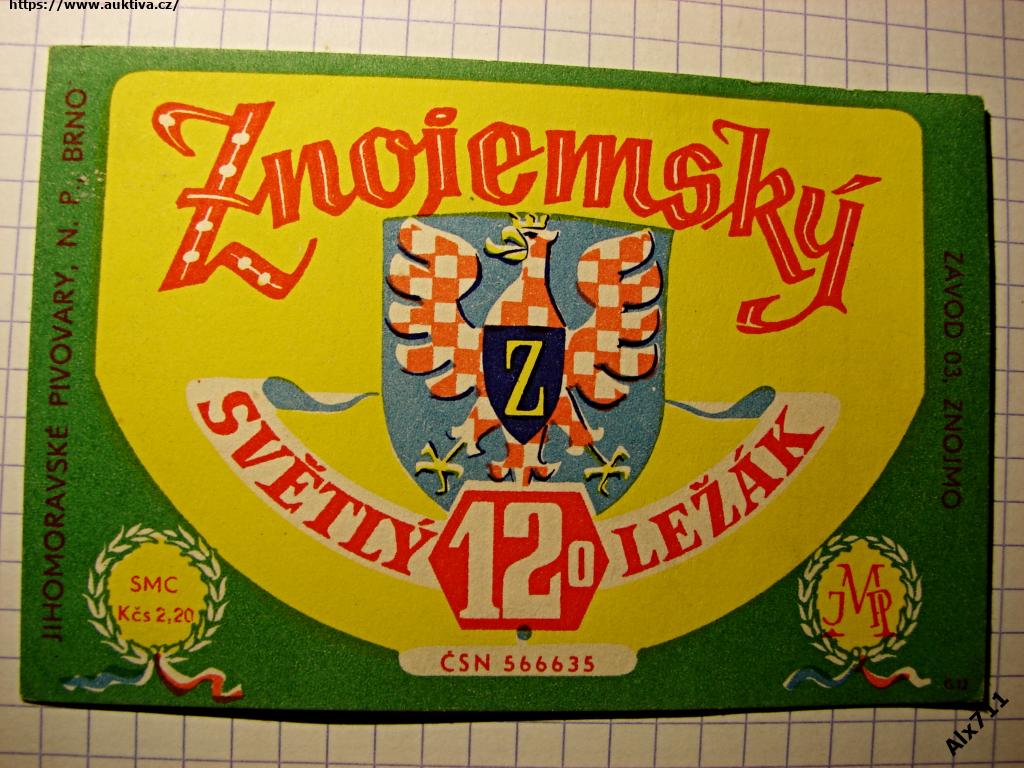 https://www.auktiva.cz/
JIHOMORAVSKÉ PIVOVARY, N. P., BRNO
Znojemský
Z
SVĚTLÝ 12° LEŽÁK
ZÁVOD 03, ZNOJMO
SMC
Kčs 2,20
JMP
ČSN 566635
G12
Alx711